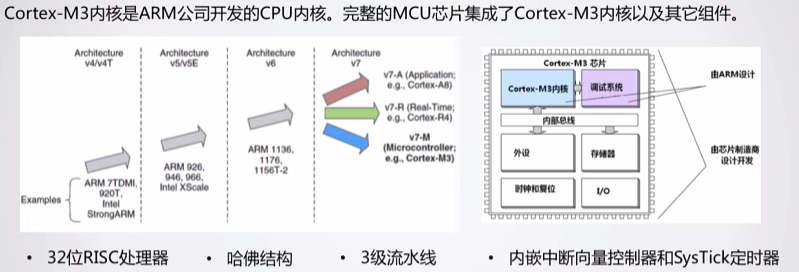 Cortex-M3内核是ARM公司开发的CPU内核。完整的MCU芯片集成了Cortex-M3内核以及其它组件。
Architecture
v4/v4T
Architecture
v5/v5E
Architecture
v6
Architecture
v7
v7-A (Application;
e.g., Cortex-A8)
v7-R (Real-Time;
e.g., Cortex-R4)
v7-M
(Microcontroller;
e.g., Cortex-M3)
ARM 1136,
1176,
1156T-2
ARM 926,
946, 966,
Intel XScale
Examples
ARM 7TDMI,
920T,
Intel
StrongARM
Cortex-M3 芯片
Cortex-M3内核
调试系统
内部总线
外设
存储器
时钟和复位
I/O
由ARM设计
由芯片制造商
设计开发
• 32位RISC处理器
• 哈佛结构
• 3级流水线
• 内嵌中断向量控制器和SysTick定时器